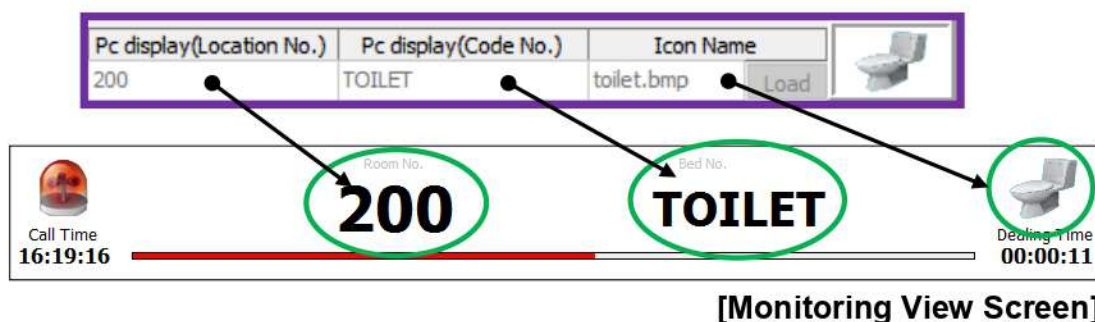 Pc display(Location No.) Pc display(Code No.) Icon Name
200 TOILET toilet.bmp Load
Room No. Bed No.
200 TOILET
Call Time Dealing Time
16:19:16 00:00:11
[Monitoring View Screen]